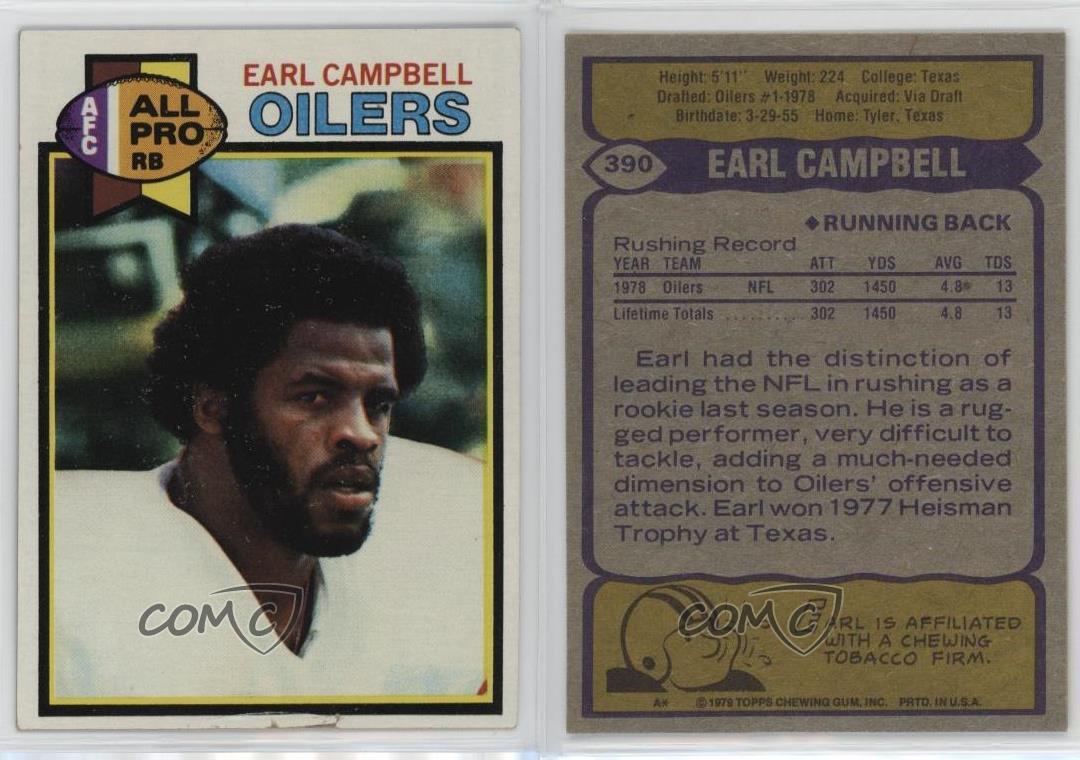 EARL CAMPBELL
OILERS
AFC
ALL
PRO
RB
COMC
Height: 5'11" Weight: 224 College: Texas
Drafted: Oilers #1-1978 Acquired: Via Draft
Birthdate: 3-29-55 Home: Tyler, Texas
390 EARL CAMPBELL
◆RUNNING BACK
Rushing Record
YEAR TEAM ATT YDS AVG TDS
1978 Oilers NFL 302 1450 4.8 13
Lifetime Totals .......... 302 1450 4.8 13
Earl had the distinction of
leading the NFL in rushing as a
rookie last season. He is a rug-
ged performer, very difficult to
tackle, adding a much-needed
dimension to Oilers' offensive
attack. Earl won 1977 Heisman
Trophy at Texas.
COMC
EARL IS AFFILIATED
WITH A CHEWING
TOBACCO FIRM.
A* ©1979 TOPPS CHEWING GUM, INC. PRTD. IN U.S.A.